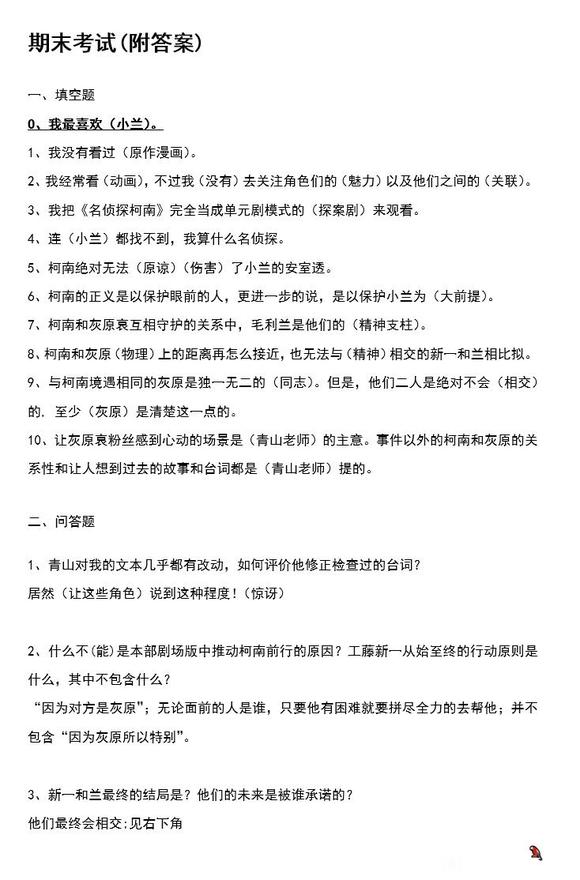 期末考试(附答案)
一、填空题
0、我最喜欢（小兰）。
1、我没有看过（原作漫画）。
2、我经常看（动画），不过我（没有）去关注角色们的（魅力）以及他们之间的（关联）。
3、我把《名侦探柯南》完全当成单元剧模式的（探案剧）来观看。
4、连（小兰）都找不到，我算什么名侦探。
5、柯南绝对无法（原谅）（伤害）了小兰的安室透。
6、柯南的正义是以保护眼前的人，更进一步的说，是以保护小兰为（大前提）。
7、柯南和灰原哀互相守护的关系中，毛利兰是他们的（精神支柱）。
8、柯南和灰原（物理）上的距离再怎么接近，也无法与（精神）相交的新一和兰相比拟。
9、与柯南境遇相同的灰原是独一无二的（同志）。但是，他们二人是绝对不会（相交）
的. 至少（灰原）是清楚这一点的。
10、让灰原哀粉丝感到心动的场景是（青山老师）的主意。事件以外的柯南和灰原的关
系性和让人想到过去的故事和台词都是（青山老师）提的。
二、问答题
1、青山对我的文本几乎都有改动，如何评价他修正检查过的台词？
居然（让这些角色）说到这种程度！（惊讶）
2、什么不(能)是本部剧场版中推动柯南前行的原因？工藤新一从始至终的行动原则是
什么，其中不包含什么？
“因为对方是灰原”；无论面前的人是谁，只要他有困难就要拼尽全力的去帮他；并不
包含“因为灰原所以特别”。
3、新一和兰最终的结局是？他们的未来是被谁承诺的？
他们最终会相交;见右下角